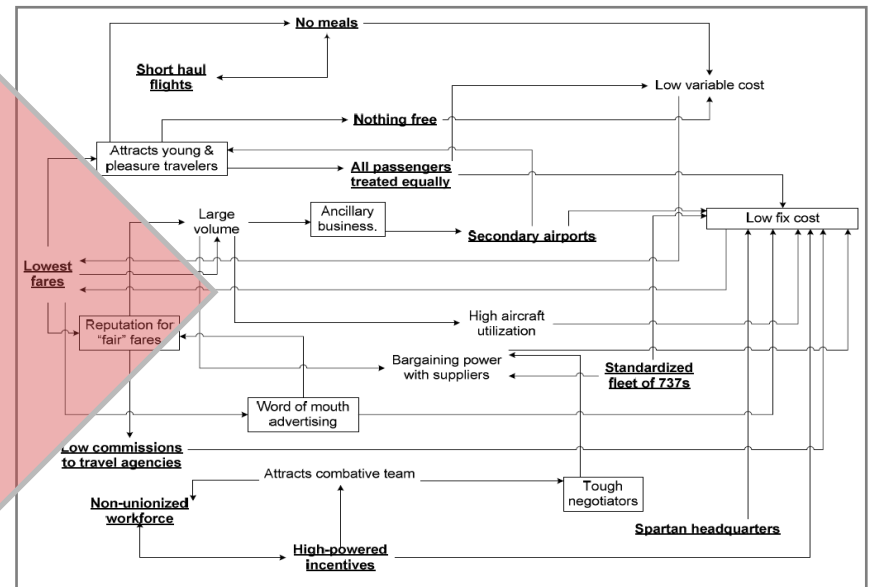 No meals
Short haul
flights
Low variable cost
Nothing free
Attracts young &
pleasure travelers
All passengers
treated equally
Large
volume
Ancillary
business.
Secondary airports
Low fix cost
Lowest
fares
Reputation for
"fair" fares
High aircraft
utilization
Bargaining power
with suppliers
Standardized
fleet of 737s
Word of mouth
advertising
Low commissions
to travel agencies
Attracts combative team
Tough
negotiators
Non-unionized
workforce
Spartan headquarters
High-powered
incentives